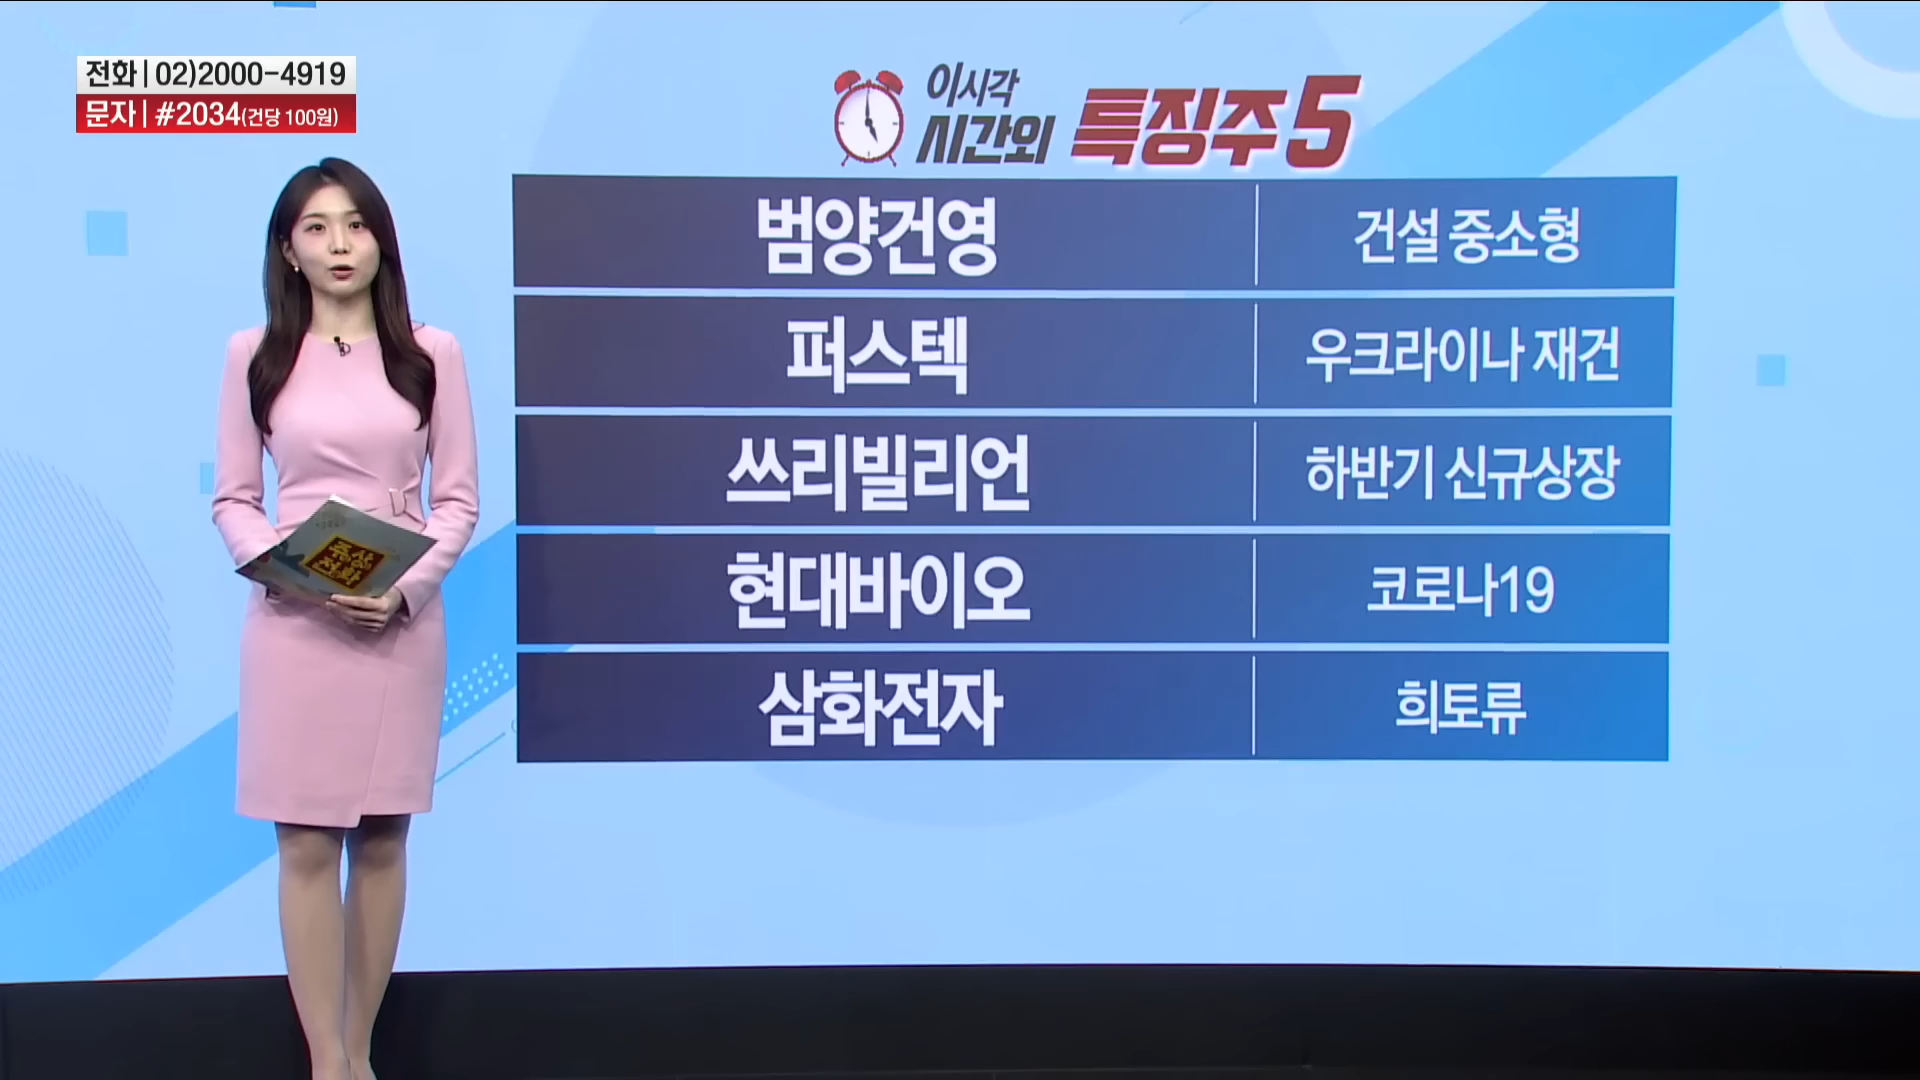 전화 | 02)2000-4919
문자 | #2034(건당 100원)
이시각
시간외 특징주 5
범양건영 건설 중소형
퍼스텍 우크라이나 재건
쓰리빌리언 하반기 신규상장
현대바이오 코로나19
삼화전자 희토류